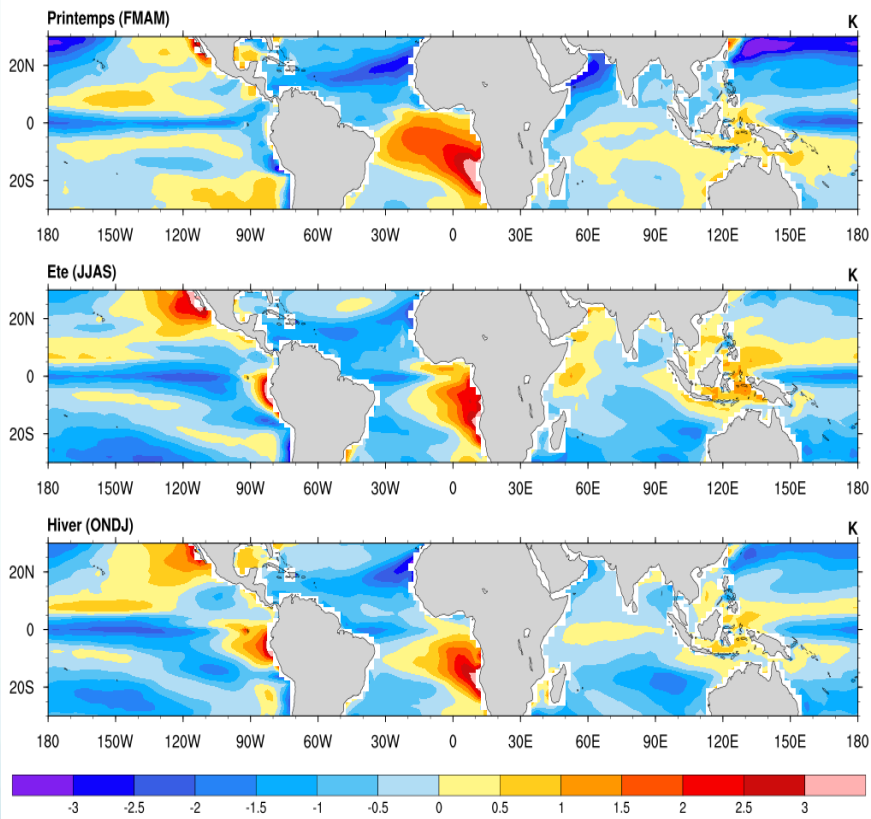 Printemps (FMAM) K
20N
0
20S
180 150W 120W 90W 60W 30W 0 30E 60E 90E 120E 150E 180
Ete (JJAS) K
20N
0
20S
180 150W 120W 90W 60W 30W 0 30E 60E 90E 120E 150E 180
Hiver (ONDJ) K
20N
0
20S
180 150W 120W 90W 60W 30W 0 30E 60E 90E 120E 150E 180
-3 -2.5 -2 -1.5 -1 -0.5 0 0.5 1 1.5 2 2.5 3